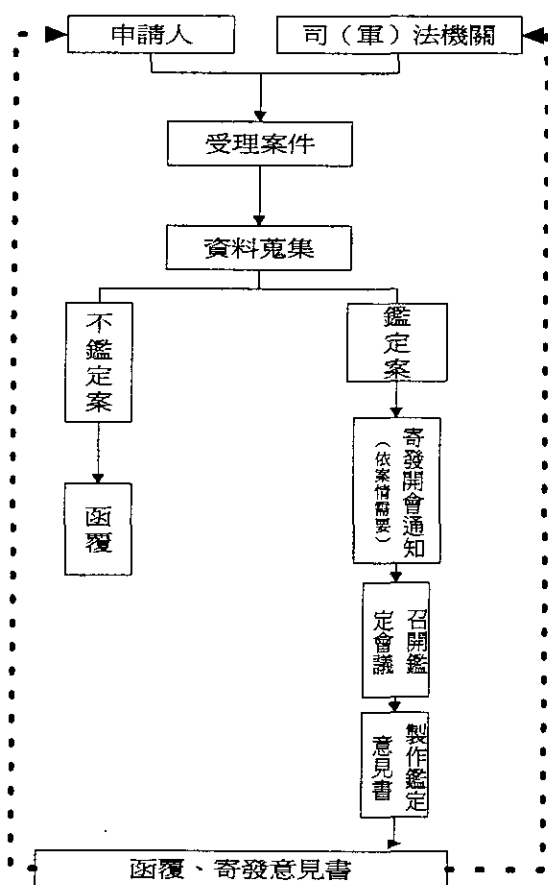 申請人
司（軍）法機關
受理案件
資料蒐集
不鑑定案
鑑定案
函覆
寄發開會通知
（依案情需要）
召開鑑
定會議
製作鑑定
意見書
函覆、寄發意見書